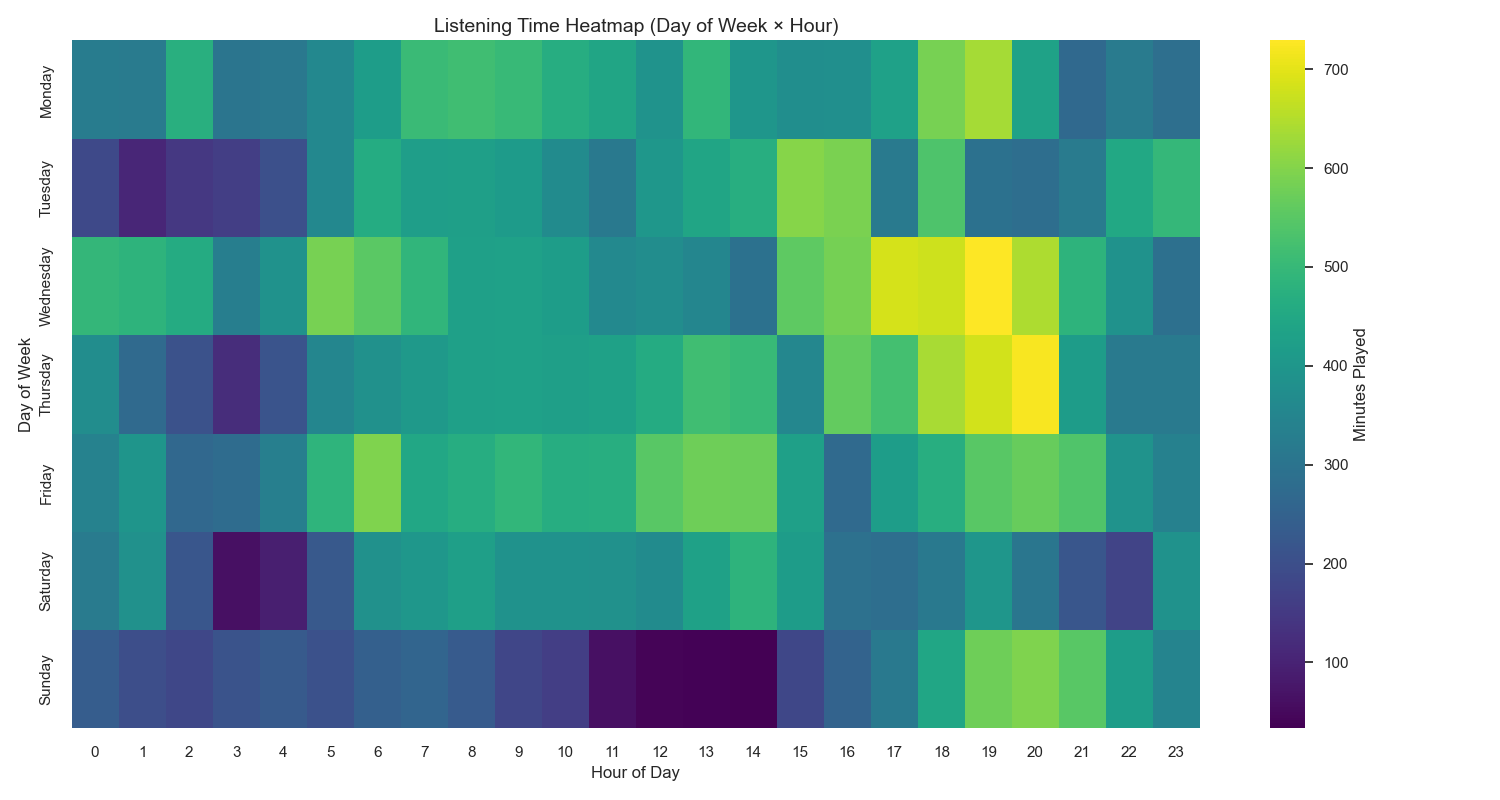 Listening Time Heatmap (Day of Week × Hour)
Day of Week
Monday
Tuesday
Wednesday
Thursday
Friday
Saturday
Sunday
0 1 2 3 4 5 6 7 8 9 10 11 12 13 14 15 16 17 18 19 20 21 22 23
Hour of Day
700
600
500
400
300
200
100
Minutes Played